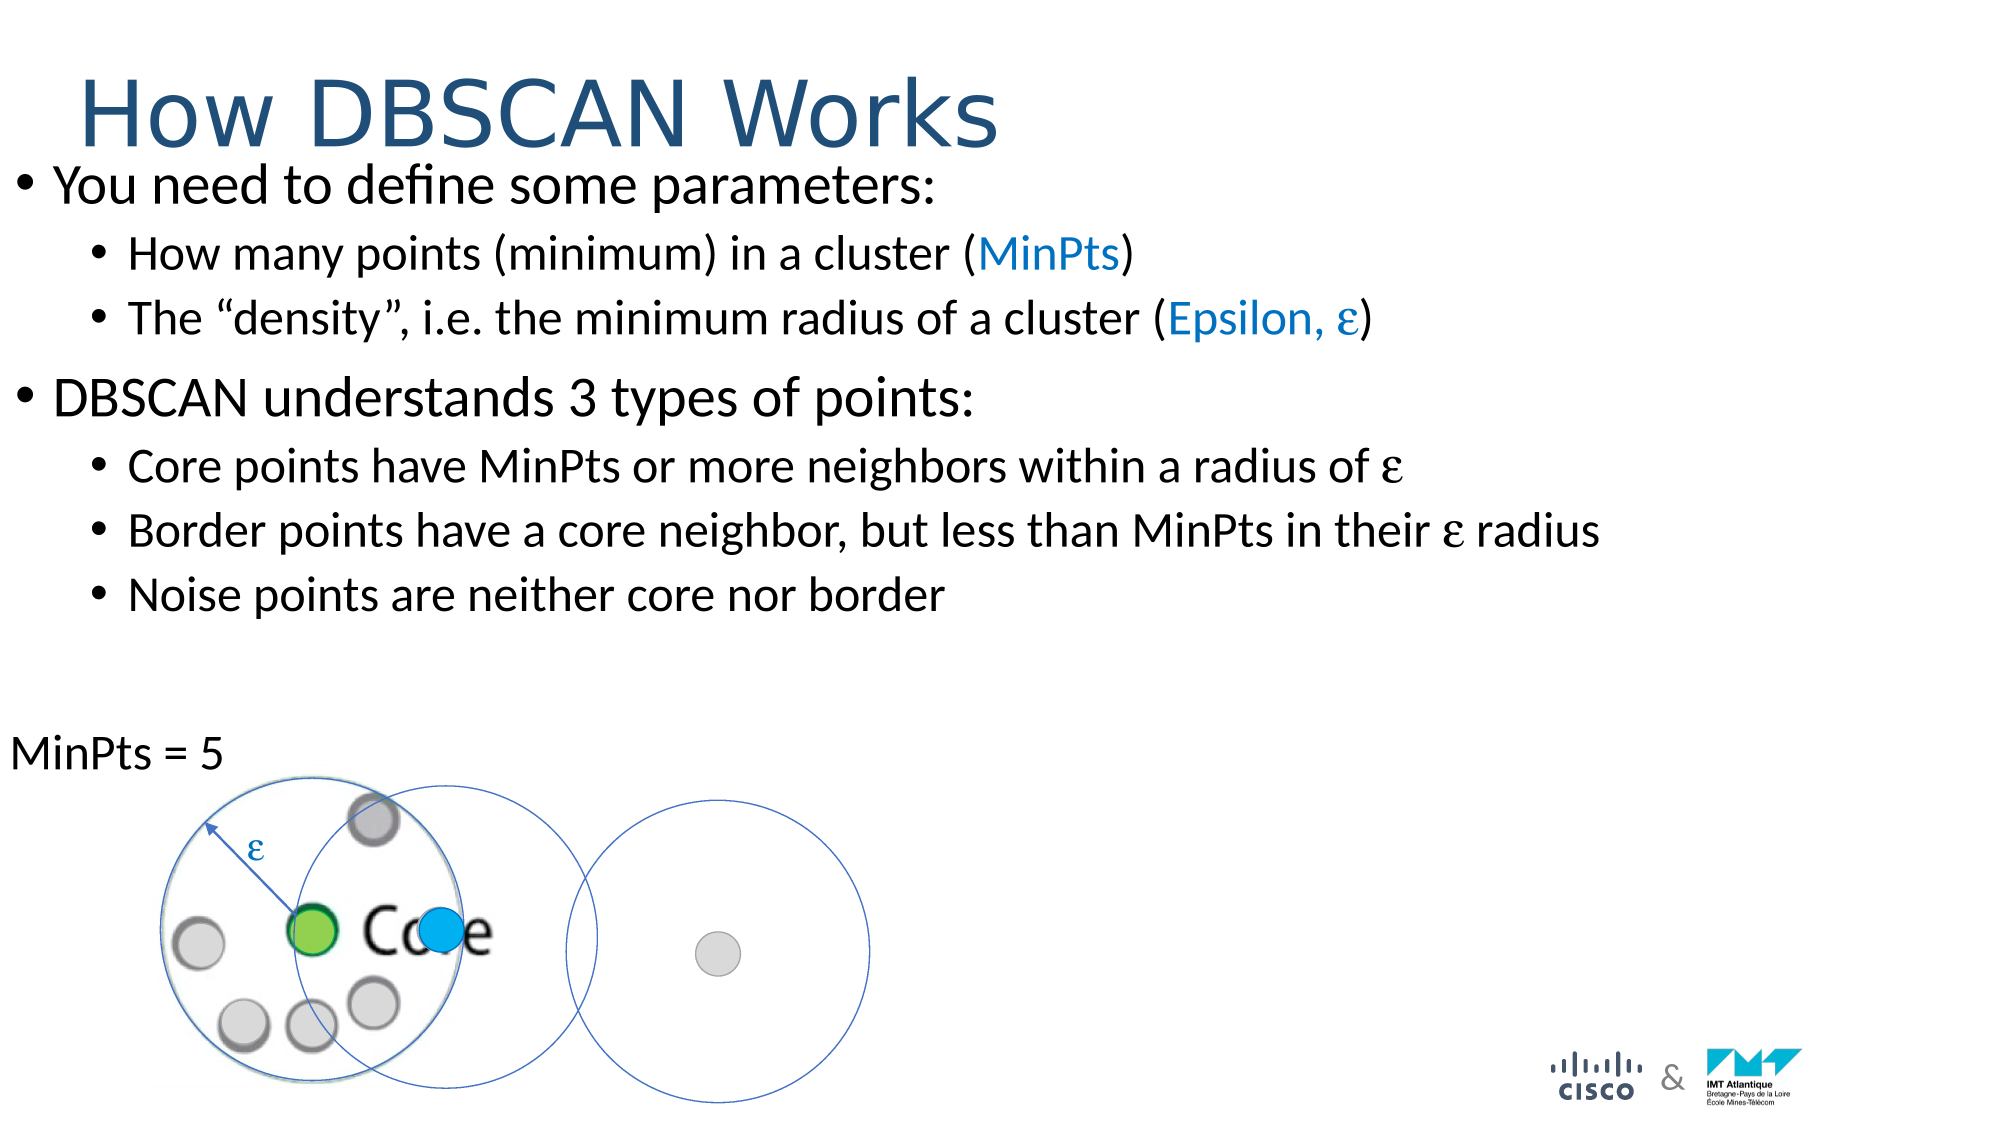 How DBSCAN Works
• You need to define some parameters:
• How many points (minimum) in a cluster (MinPts)
• The “density”, i.e. the minimum radius of a cluster (Epsilon, ε)
• DBSCAN understands 3 types of points:
• Core points have MinPts or more neighbors within a radius of ε
• Border points have a core neighbor, but less than MinPts in their ε radius
• Noise points are neither core nor border
MinPts = 5
ε
Core
CISCO
&
IMT Atlantique
Bretagne-Pays de la Loire
École Mines-Télécom